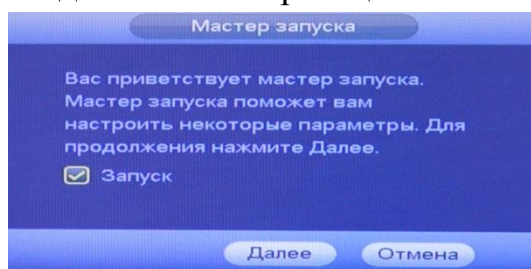 Мастер запуска
Вас приветствует мастер запуска.
Мастер запуска поможет вам
настроить некоторые параметры. Для
продолжения нажмите Далее.
Запуск
Далее Отмена